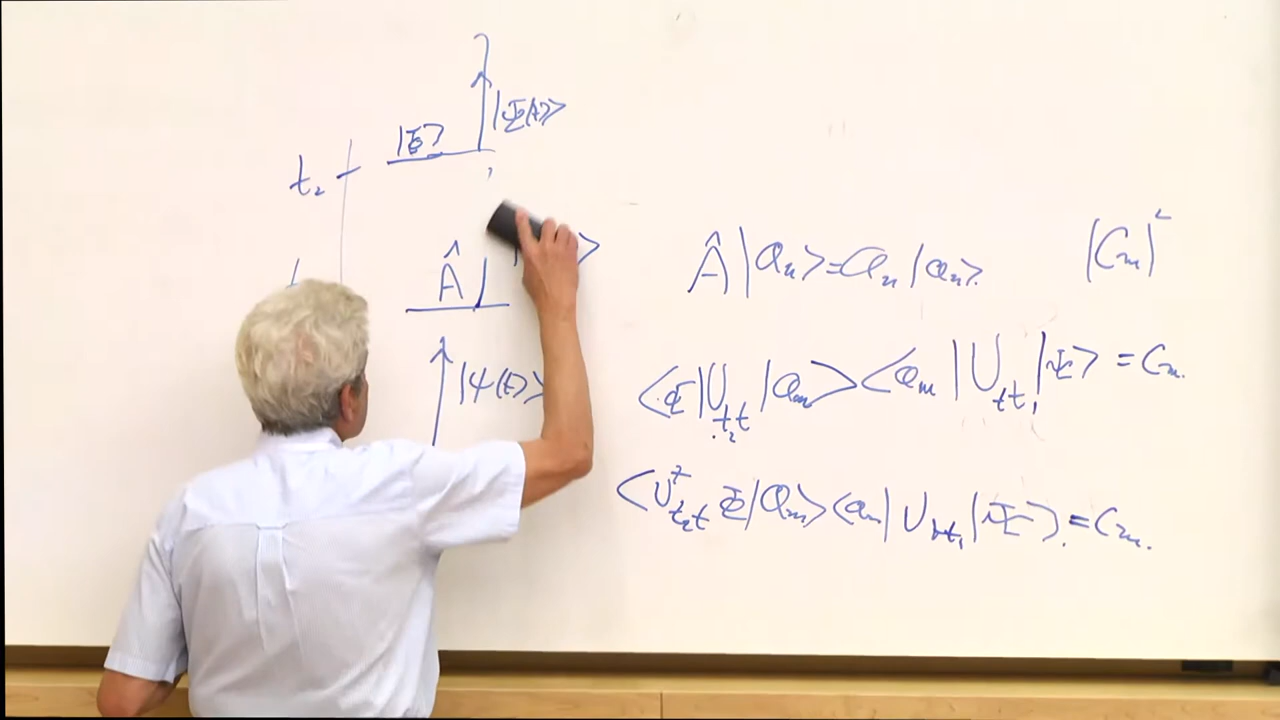 |Φ(t)⟩
|Φ⟩
t₂
Â
|ψ(t)⟩
Â|aₙ⟩=aₙ|aₙ⟩
|Cₘ|²
⟨Φ|U_{t₂t}|aₘ⟩⟨aₘ|U_{tt₁}|Ψ⟩=Cₘ.
⟨U†_{t₂t}Φ|aₘ⟩⟨aₘ|U_{tt₁}|Ψ⟩=Cₘ.